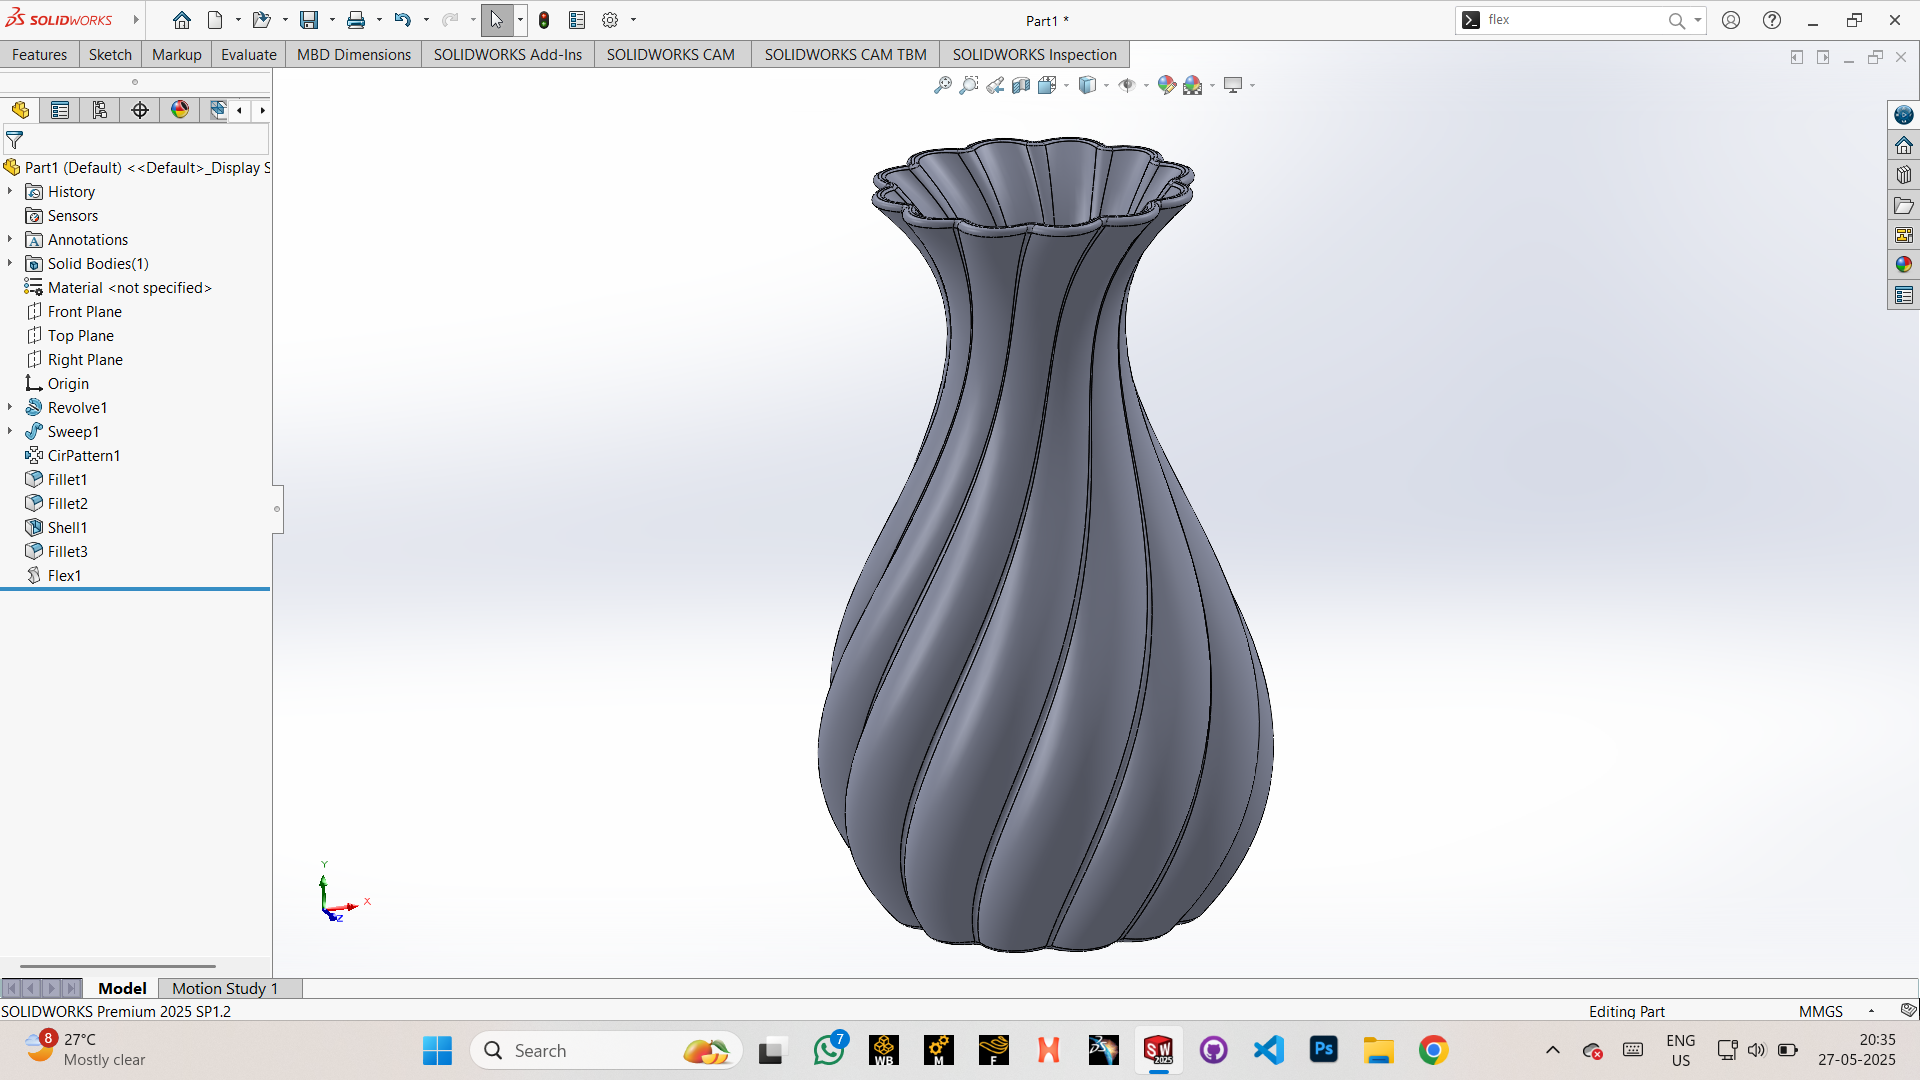 SOLIDWORKS
Part1 *
flex
Features
Sketch
Markup
Evaluate
MBD Dimensions
SOLIDWORKS Add-Ins
SOLIDWORKS CAM
SOLIDWORKS CAM TBM
SOLIDWORKS Inspection
Part1 (Default) <<Default>_Display S
History
Sensors
Annotations
Solid Bodies(1)
Material <not specified>
Front Plane
Top Plane
Right Plane
Origin
Revolve1
Sweep1
CirPattern1
Fillet1
Fillet2
Shell1
Fillet3
Flex1
Y
X
Z
Model
Motion Study 1
SOLIDWORKS Premium 2025 SP1.2
Editing Part
MMGS
8
27°C
Mostly clear
Search
7
WB
M
F
SW
2025
Ps
ENG
US
20:35
27-05-2025